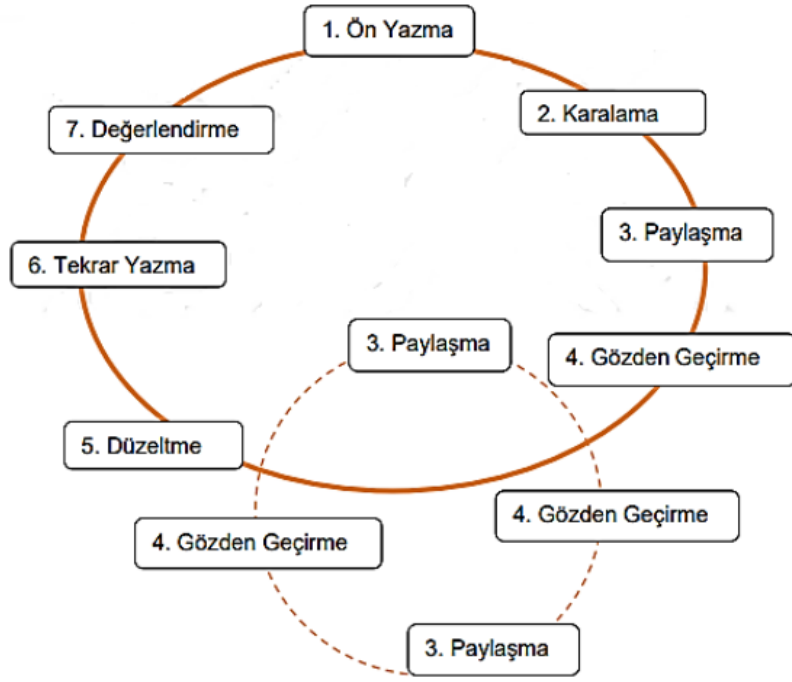 1. Ön Yazma
2. Karalama
7. Değerlendirme
3. Paylaşma
6. Tekrar Yazma
3. Paylaşma
4. Gözden Geçirme
5. Düzeltme
4. Gözden Geçirme
4. Gözden Geçirme
3. Paylaşma